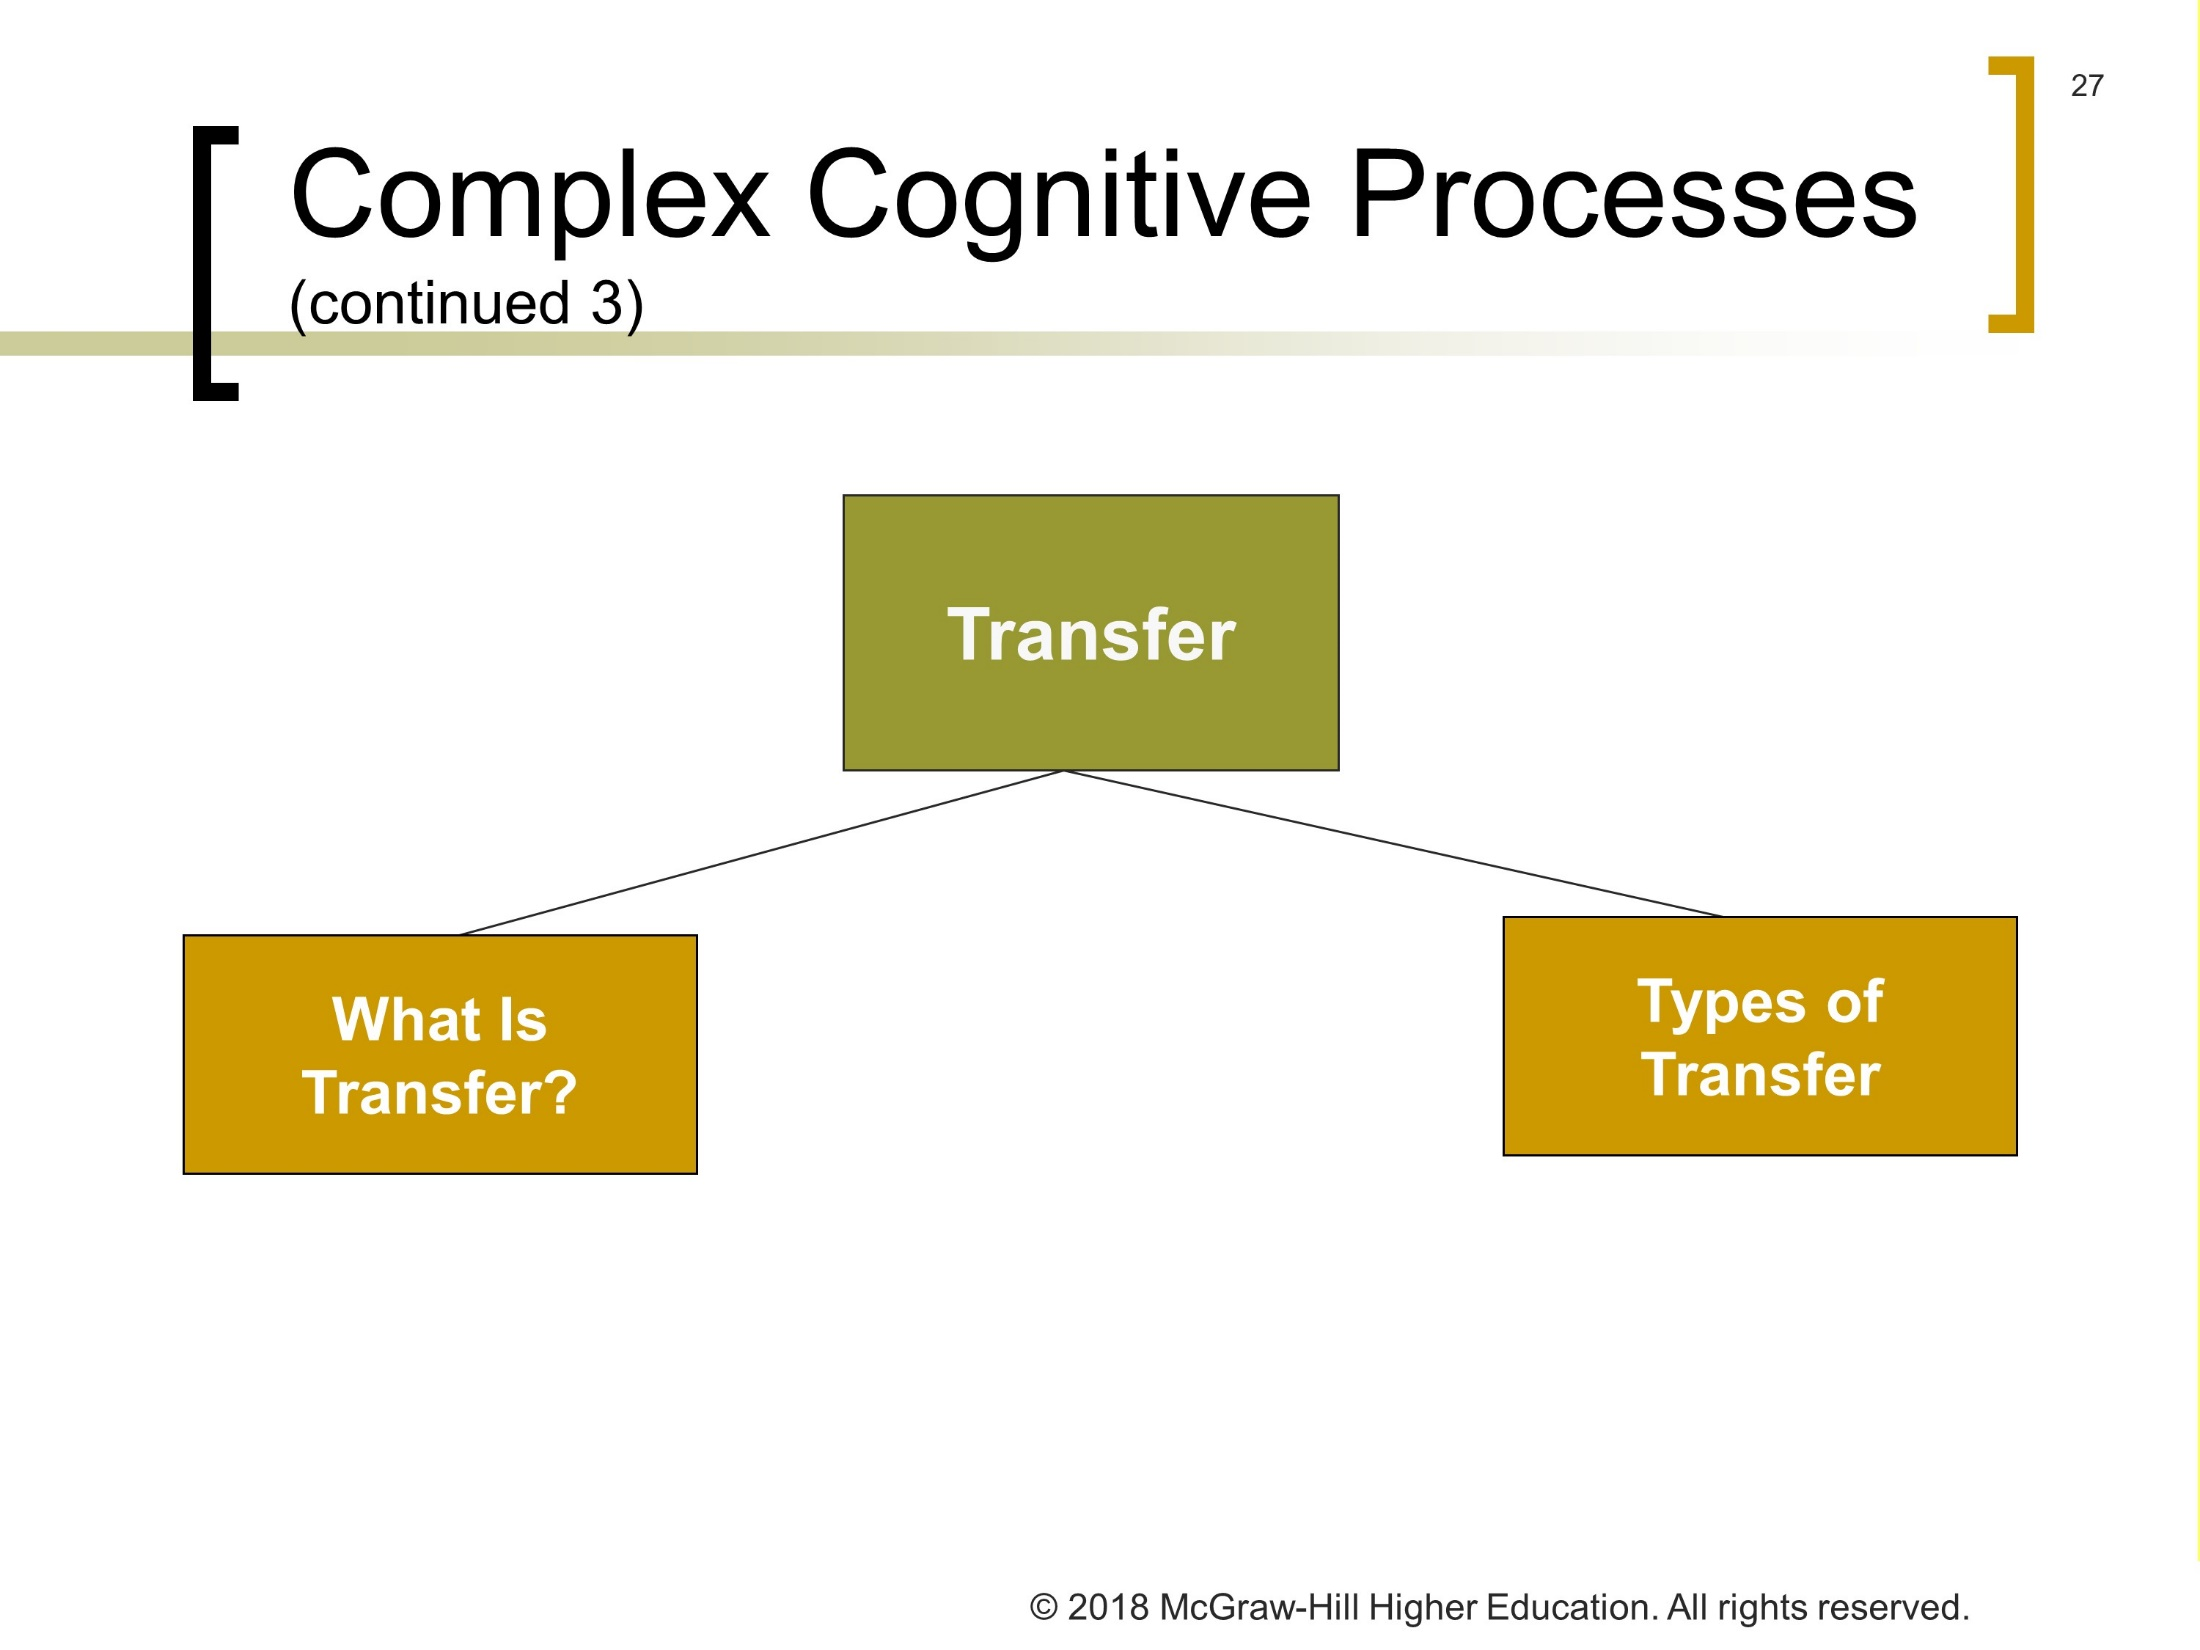 27
Complex Cognitive Processes
(continued 3)
Transfer
What Is
Transfer?
Types of
Transfer
© 2018 McGraw-Hill Higher Education. All rights reserved.